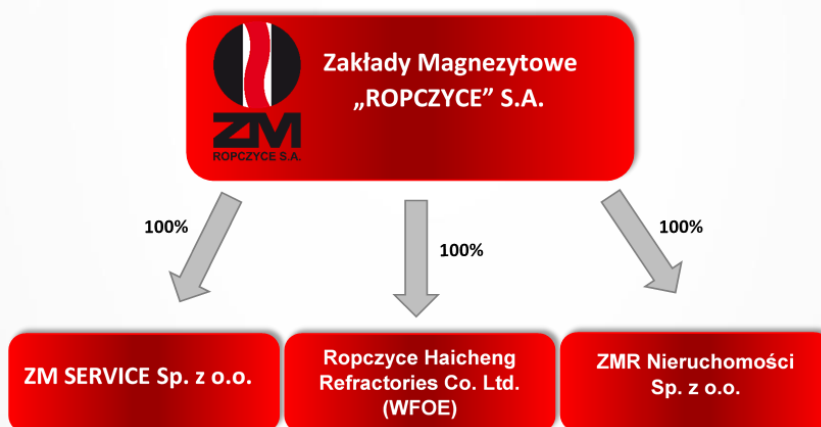 Zakłady Magnezytowe
„ROPCZYCE” S.A.
ZM
ROPCZYCE S.A.
100%
100%
100%
ZM SERVICE Sp. z o.o.
Ropczyce Haicheng
Refractories Co. Ltd.
(WFOE)
ZMR Nieruchomości
Sp. z o.o.